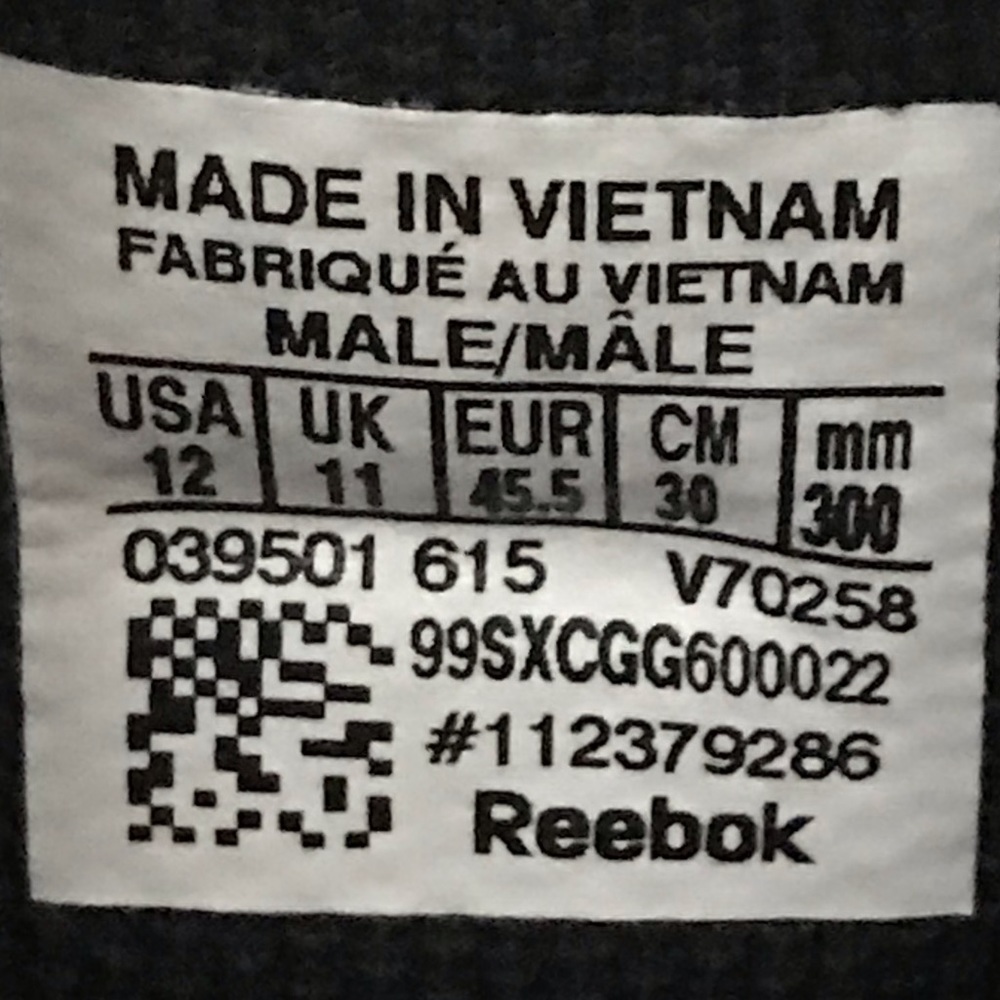 MADE IN VIETNAM
FABRIQUÉ AU VIETNAM
MALE/MÂLE
USA UK EUR CM mm
12 11 45.5 30 300
039501 615 V70258
99SXCGG600022
#112379286
Reebok